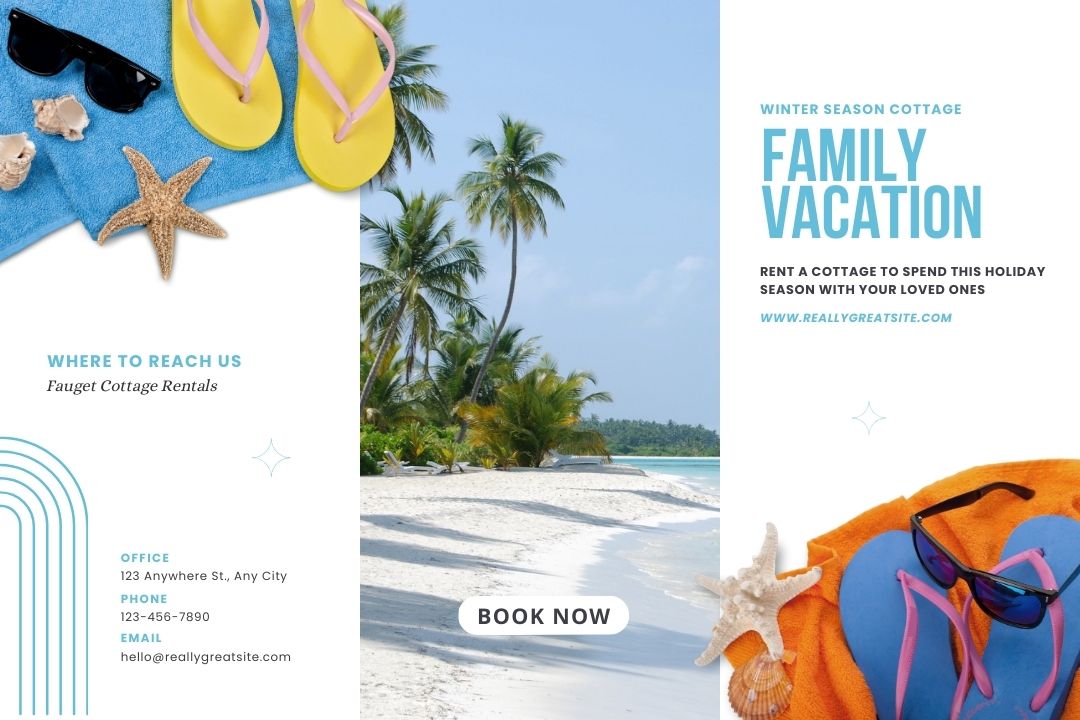 WHERE TO REACH US
Fauget Cottage Rentals
OFFICE
123 Anywhere St., Any City
PHONE
123-456-7890
EMAIL
hello@reallygreatsite.com
BOOK NOW
WINTER SEASON COTTAGE
FAMILY
VACATION
RENT A COTTAGE TO SPEND THIS HOLIDAY
SEASON WITH YOUR LOVED ONES
WWW.REALLYGREATSITE.COM